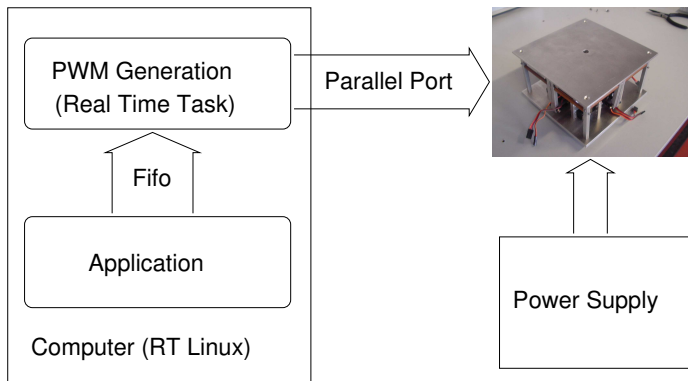 PWM Generation
(Real Time Task)
Parallel Port
Fifo
Application
Power Supply
Computer (RT Linux)